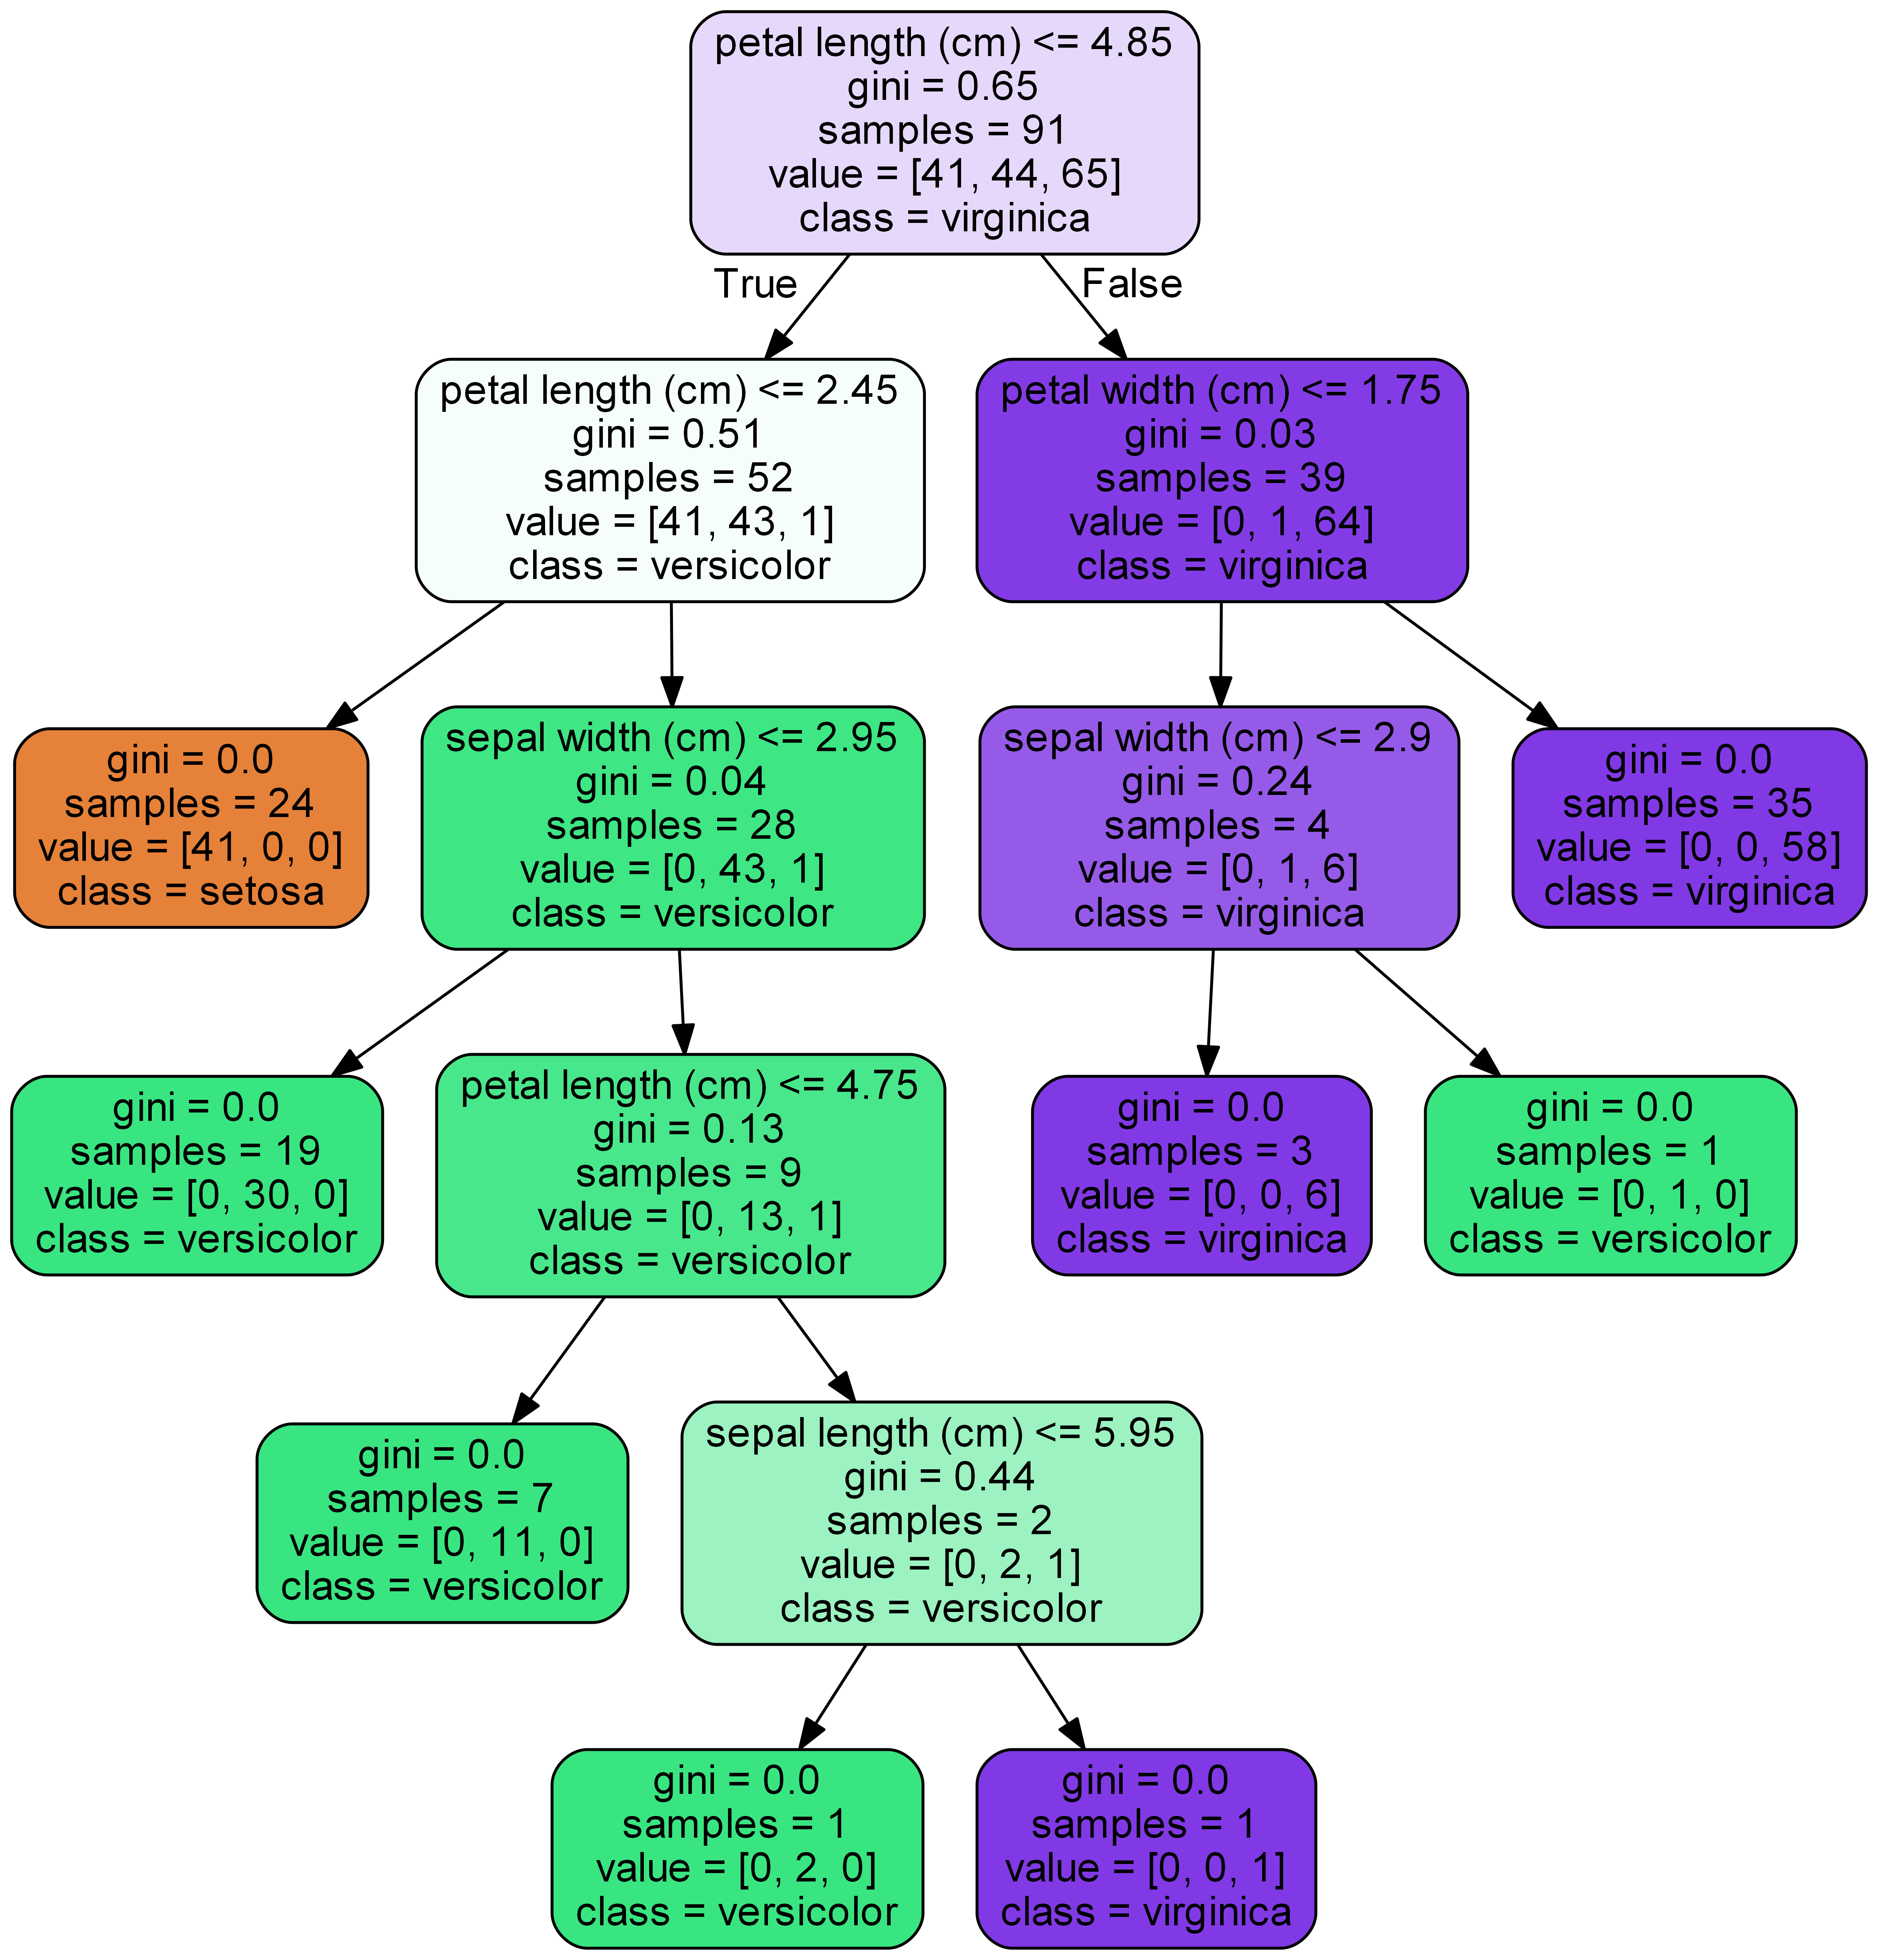 petal length (cm) <= 4.85
gini = 0.65
samples = 91
value = [41, 44, 65]
class = virginica
True
False
petal length (cm) <= 2.45
gini = 0.51
samples = 52
value = [41, 43, 1]
class = versicolor
petal width (cm) <= 1.75
gini = 0.03
samples = 39
value = [0, 1, 64]
class = virginica
gini = 0.0
samples = 24
value = [41, 0, 0]
class = setosa
sepal width (cm) <= 2.95
gini = 0.04
samples = 28
value = [0, 43, 1]
class = versicolor
sepal width (cm) <= 2.9
gini = 0.24
samples = 4
value = [0, 1, 6]
class = virginica
gini = 0.0
samples = 35
value = [0, 0, 58]
class = virginica
gini = 0.0
samples = 19
value = [0, 30, 0]
class = versicolor
petal length (cm) <= 4.75
gini = 0.13
samples = 9
value = [0, 13, 1]
class = versicolor
gini = 0.0
samples = 3
value = [0, 0, 6]
class = virginica
gini = 0.0
samples = 1
value = [0, 1, 0]
class = versicolor
gini = 0.0
samples = 7
value = [0, 11, 0]
class = versicolor
sepal length (cm) <= 5.95
gini = 0.44
samples = 2
value = [0, 2, 1]
class = versicolor
gini = 0.0
samples = 1
value = [0, 2, 0]
class = versicolor
gini = 0.0
samples = 1
value = [0, 0, 1]
class = virginica